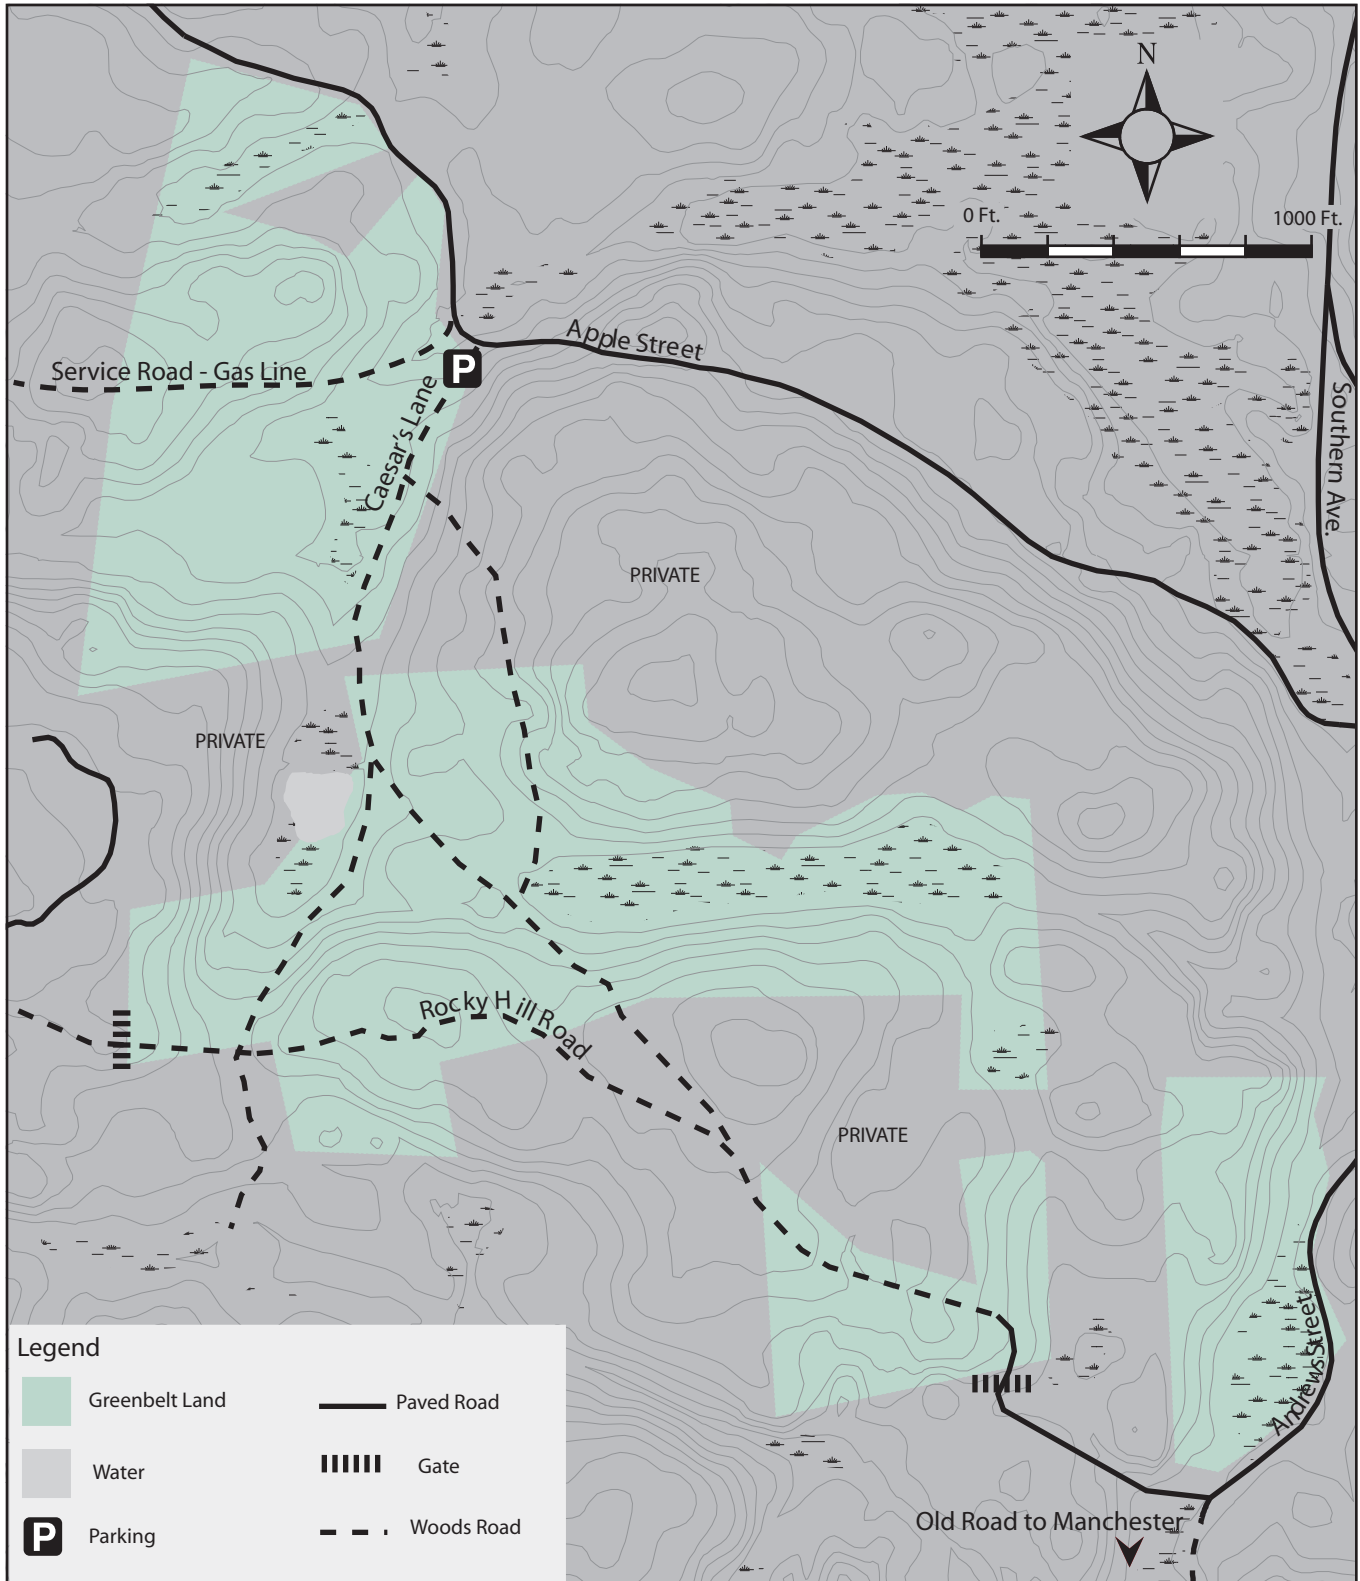 N
0 Ft.
1000 Ft.
Apple Street
Service Road - Gas Line
P
Caesar's Lane
Southern Ave.
PRIVATE
PRIVATE
Rocky Hill Road
PRIVATE
Andrews Street
Old Road to Manchester
Legend
Greenbelt Land
Paved Road
Water
Gate
P
Parking
Woods Road